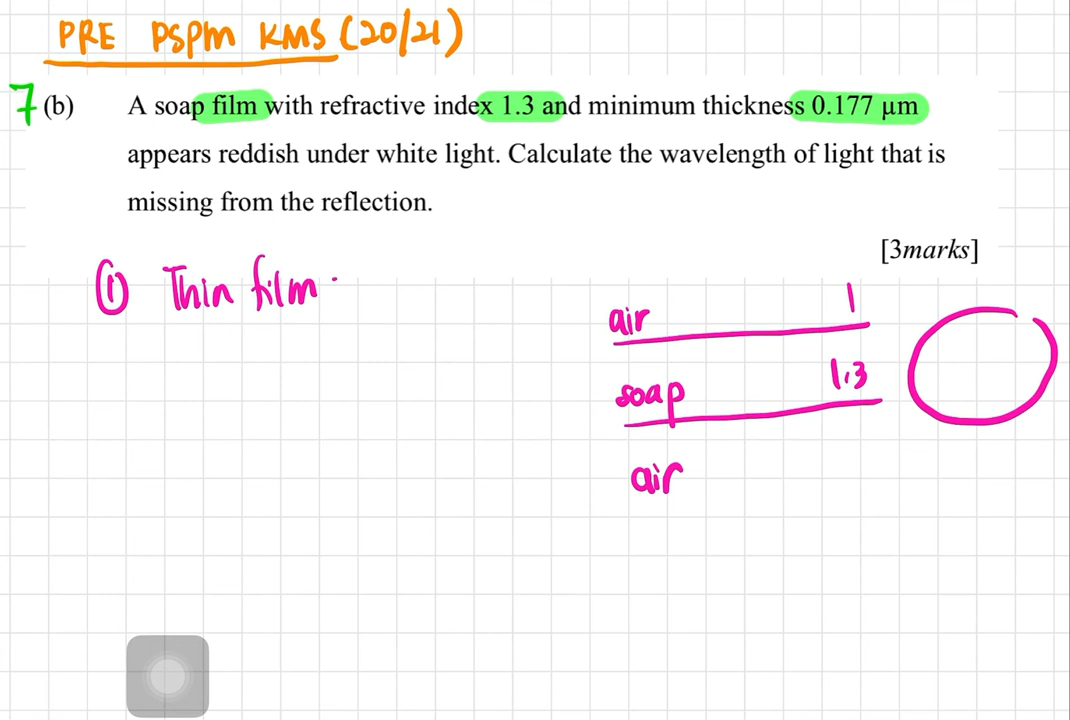 PRE PSPM KMS (20/21)
7 (b) A soap film with refractive index 1.3 and minimum thickness 0.177 µm
appears reddish under white light. Calculate the wavelength of light that is
missing from the reflection.
[3marks]
① Thin film.
air 1
soap 1.3
air